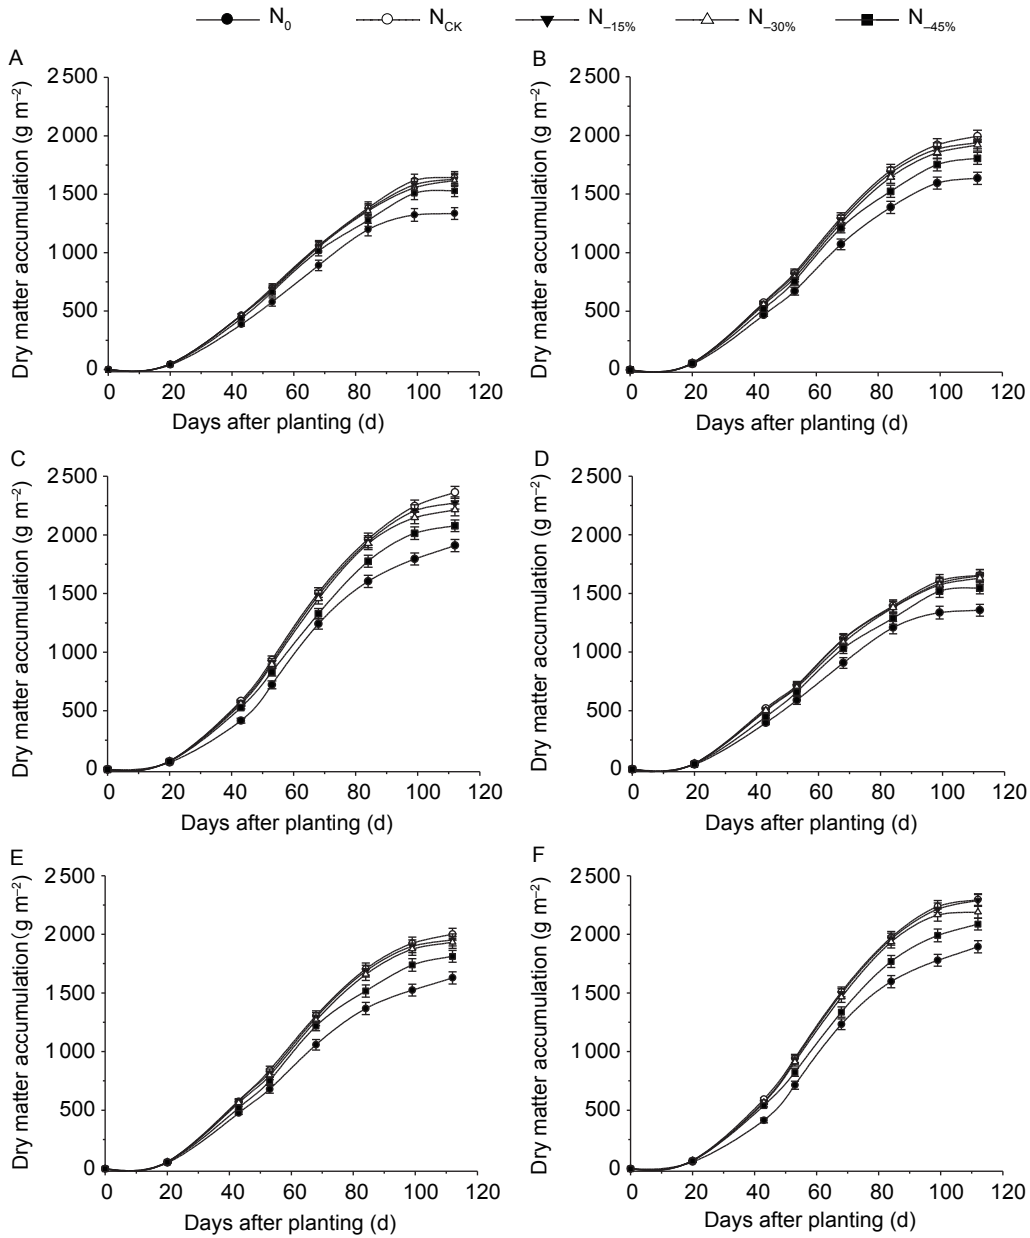 N0 NCK N–15% N–30% N–45%
A
B
Dry matter accumulation (g m–2)
2 500
2 000
1 500
1 000
500
0
0 20 40 60 80 100 120
Days after planting (d)
Dry matter accumulation (g m–2)
2 500
2 000
1 500
1 000
500
0
0 20 40 60 80 100 120
Days after planting (d)
C
D
Dry matter accumulation (g m–2)
2 500
2 000
1 500
1 000
500
0
0 20 40 60 80 100 120
Days after planting (d)
Dry matter accumulation (g m–2)
2 500
2 000
1 500
1 000
500
0
0 20 40 60 80 100 120
Days after planting (d)
E
F
Dry matter accumulation(g m–2)
2 500
2 000
1 500
1 000
500
0
0 20 40 60 80 100 120
Days after planting (d)
Dry matter accumulation (g m–2)
2 500
2 000
1 500
1 000
500
0
0 20 40 60 80 100 120
Days after planting (d)